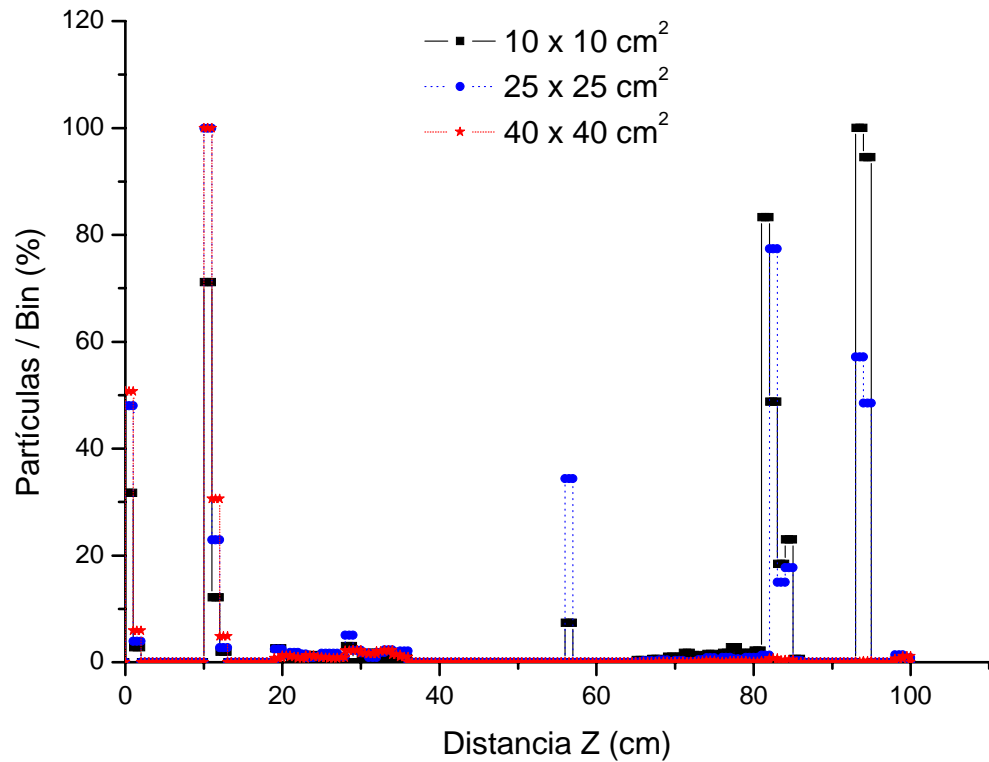 120
100
80
60
40
20
0
Partículas / Bin (%)
10 x 10 cm²
25 x 25 cm²
40 x 40 cm²
0 20 40 60 80 100
Distancia Z (cm)